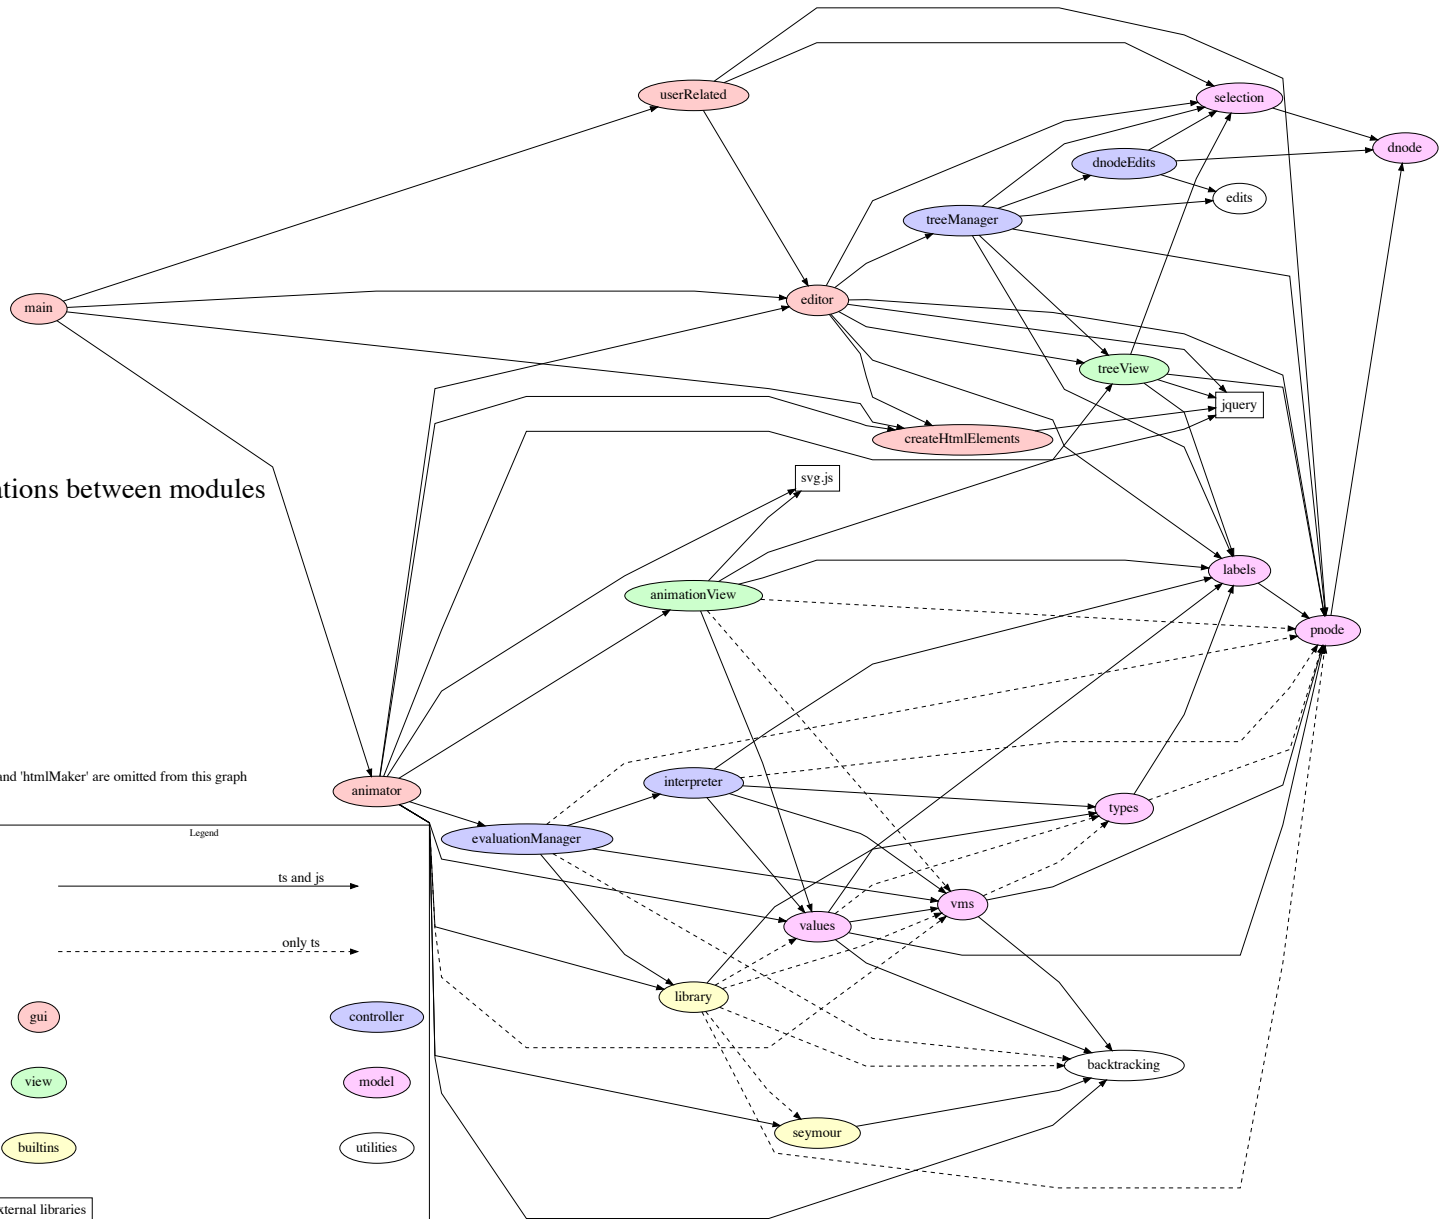 userRelated
selection
dnode
dnodeEdits
edits
treeManager
main
editor
treeView
jquery
createHtmlElements
svg.js
between modules
labels
animationView
pnode
and 'htmlMaker' are omitted from this graph
interpreter
animator
types
evaluationManager
Legend
ts and js
vms
values
only ts
library
gui
controller
backtracking
view
model
seymour
builtins
utilities
libraries